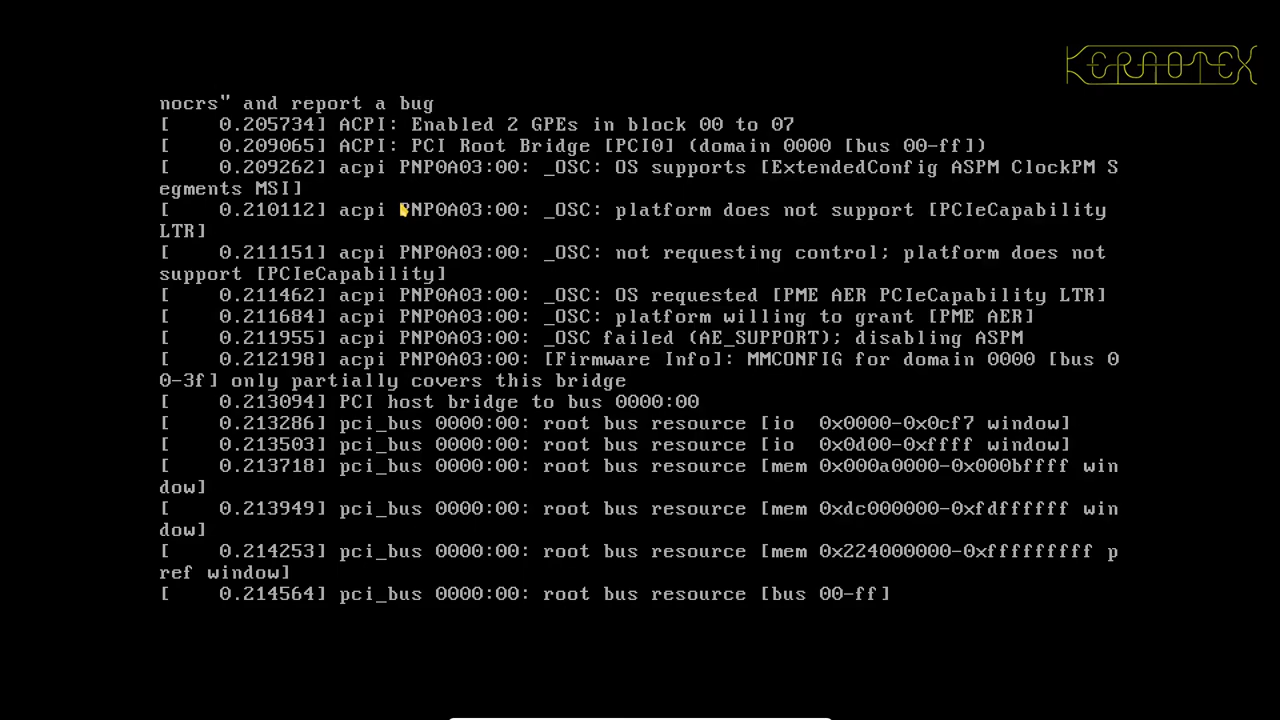 KERNOTEX
nocrs" and report a bug
[    0.205734] ACPI: Enabled 2 GPEs in block 00 to 07
[    0.209065] ACPI: PCI Root Bridge [PCI0] (domain 0000 [bus 00-ff])
[    0.209262] acpi PNP0A03:00: _OSC: OS supports [ExtendedConfig ASPM ClockPM S
egments MSI]
[    0.210112] acpi PNP0A03:00: _OSC: platform does not support [PCIeCapability
LTR]
[    0.211151] acpi PNP0A03:00: _OSC: not requesting control; platform does not
support [PCIeCapability]
[    0.211462] acpi PNP0A03:00: _OSC: OS requested [PME AER PCIeCapability LTR]
[    0.211684] acpi PNP0A03:00: _OSC: platform willing to grant [PME AER]
[    0.211955] acpi PNP0A03:00: _OSC failed (AE_SUPPORT); disabling ASPM
[    0.212198] acpi PNP0A03:00: [Firmware Info]: MMCONFIG for domain 0000 [bus 0
0-3f] only partially covers this bridge
[    0.213094] PCI host bridge to bus 0000:00
[    0.213286] pci_bus 0000:00: root bus resource [io  0x0000-0x0cf7 window]
[    0.213503] pci_bus 0000:00: root bus resource [io  0x0d00-0xffff window]
[    0.213718] pci_bus 0000:00: root bus resource [mem 0x000a0000-0x000bffff win
dow]
[    0.213949] pci_bus 0000:00: root bus resource [mem 0xdc000000-0xfdffffff win
dow]
[    0.214253] pci_bus 0000:00: root bus resource [mem 0x224000000-0xfffffffff p
ref window]
[    0.214564] pci_bus 0000:00: root bus resource [bus 00-ff]